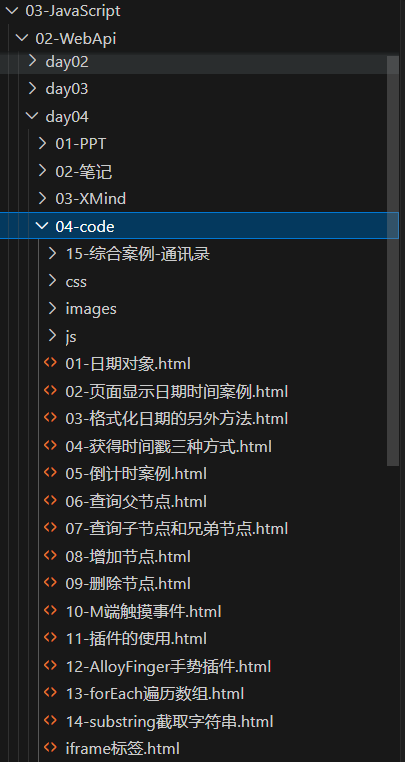 03-JavaScript
02-WebApi
day02
day03
day04
01-PPT
02-笔记
03-XMind
04-code
15-综合案例-通讯录
css
images
js
01-日期对象.html
02-页面显示日期时间案例.html
03-格式化日期的另外方法.html
04-获得时间戳三种方式.html
05-倒计时案例.html
06-查询父节点.html
07-查询子节点和兄弟节点.html
08-增加节点.html
09-删除节点.html
10-M端触摸事件.html
11-插件的使用.html
12-AlloyFinger手势插件.html
13-forEach遍历数组.html
14-substring截取字符串.html
iframe标签.html